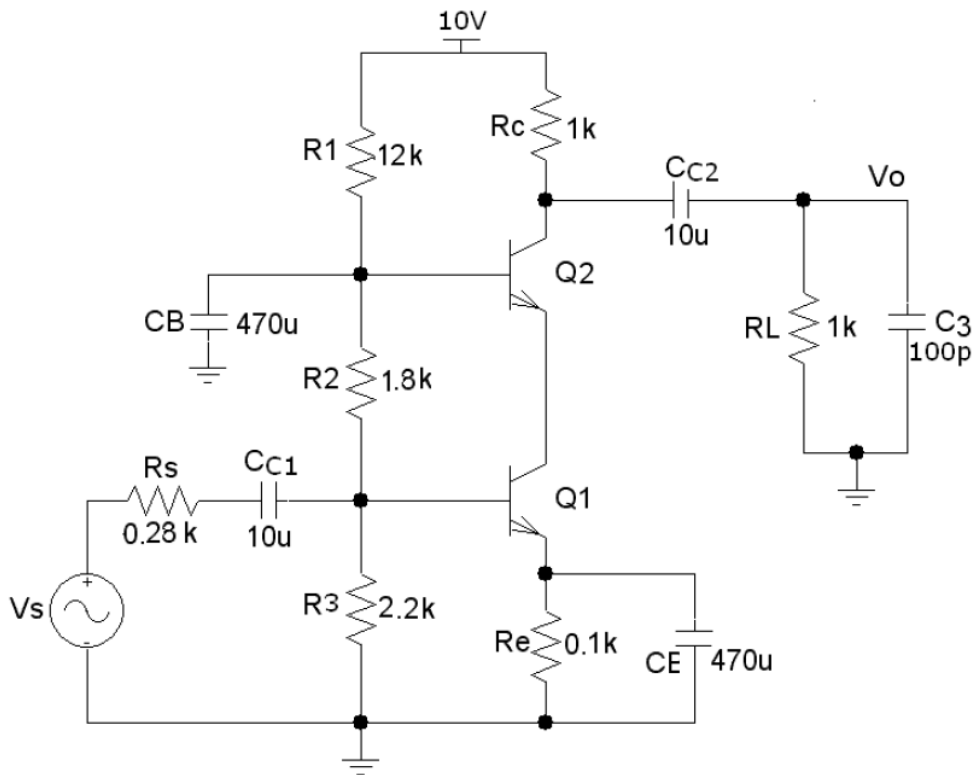 10V
Rc 1k
R1 12k
CC2
10u
Vo
Q2
CB 470u
RL 1k
C3
100p
R2 1.8k
Rs
0.28 k
CC1
10u
Q1
Vs
+
-
R3 2.2k
Re 0.1k
CE 470u